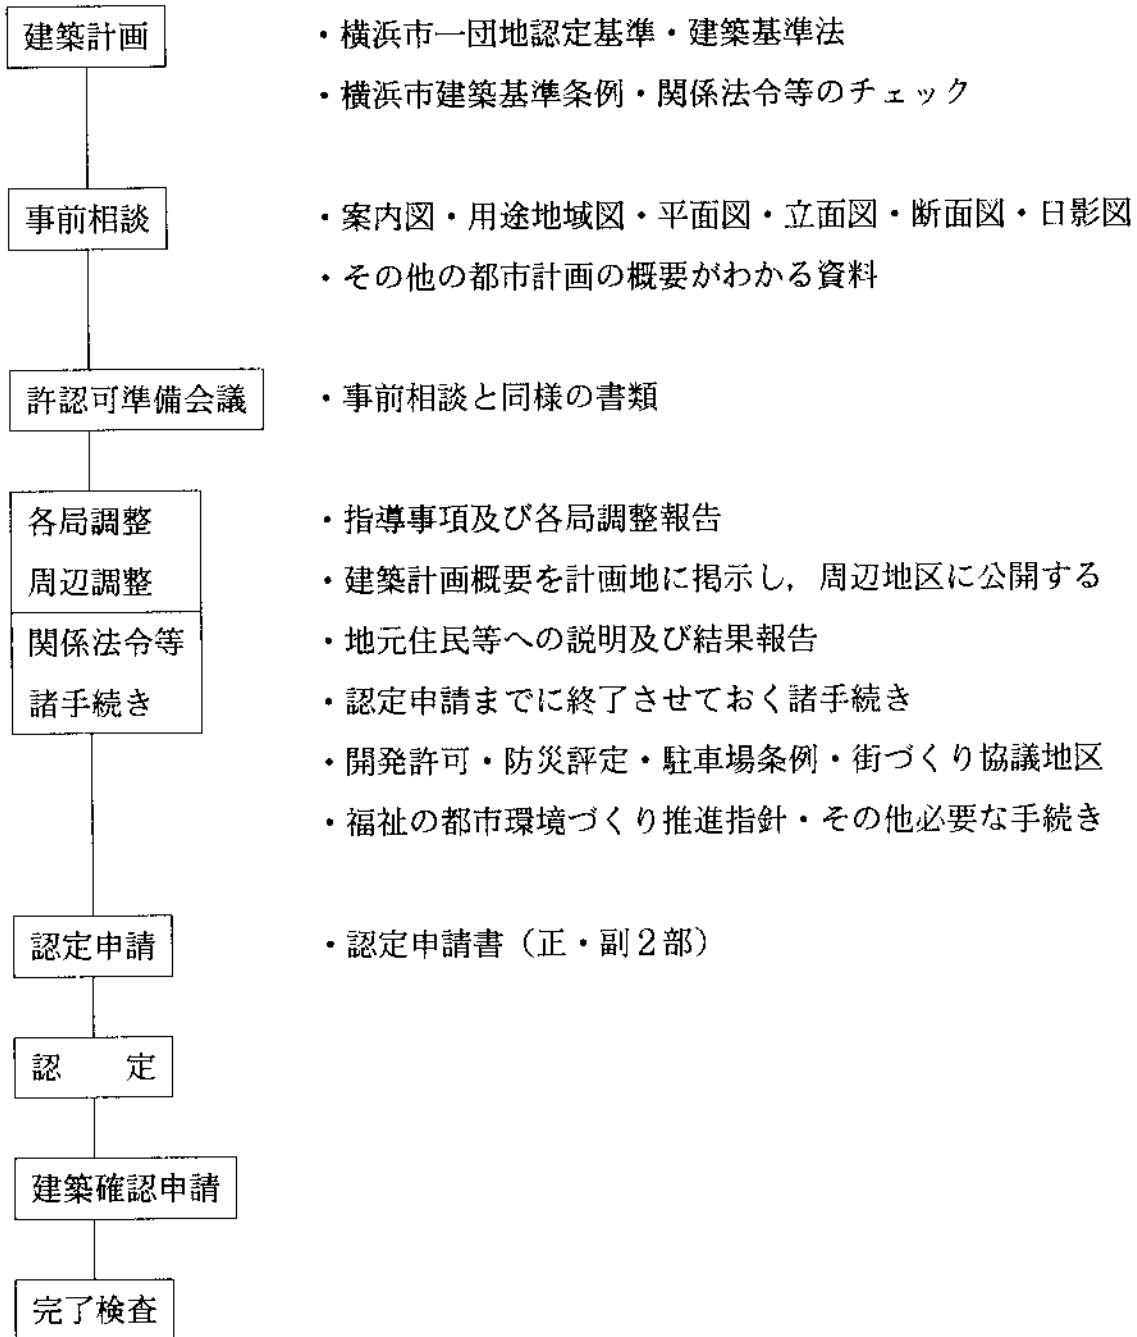 建築計画 ・横浜市一団地認定基準・建築基準法
・横浜市建築基準条例・関係法令等のチェック
事前相談 ・案内図・用途地域図・平面図・立面図・断面図・日影図
・その他の都市計画の概要がわかる資料
許認可準備会議 ・事前相談と同様の書類
各局調整 ・指導事項及び各局調整報告
周辺調整 ・建築計画概要を計画地に掲示し，周辺地区に公開する
関係法令等 ・地元住民等への説明及び結果報告
諸手続き ・認定申請までに終了させておく諸手続き
・開発許可・防災評定・駐車場条例・街づくり協議地区
・福祉の都市環境づくり推進指針・その他必要な手続き
認定申請 ・認定申請書（正・副２部）
認　定
建築確認申請
完了検査